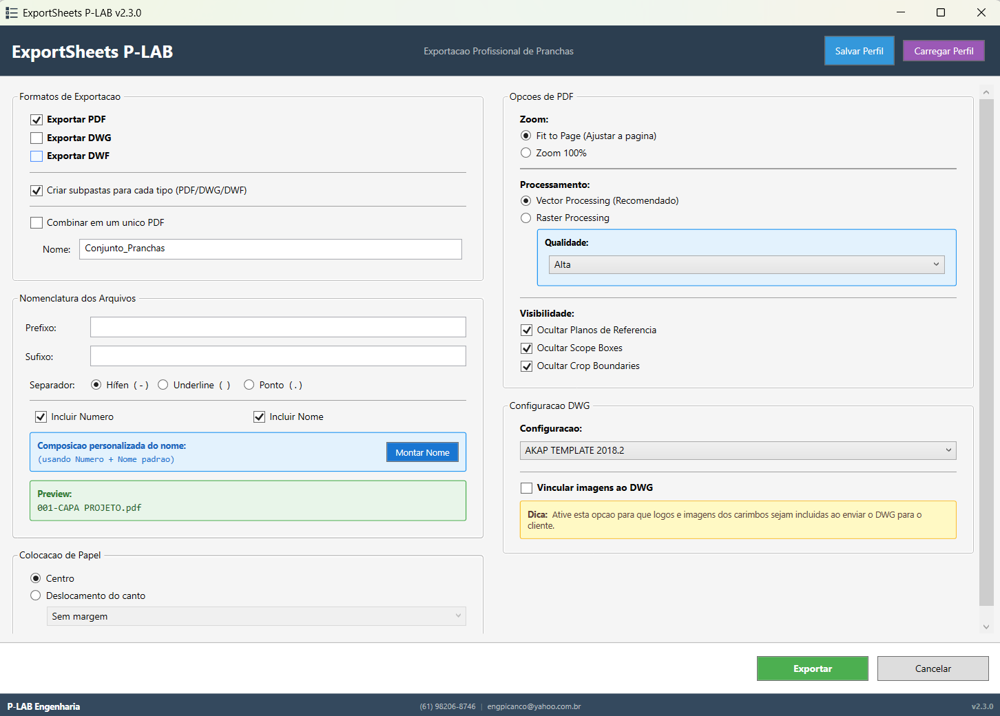 ExportSheets P-LAB v2.3.0
ExportSheets P-LAB
Exportacao Profissional de Pranchas
Salvar Perfil
Carregar Perfil
Formatos de Exportacao
Exportar PDF
Exportar DWG
Exportar DWF
Criar subpastas para cada tipo (PDF/DWG/DWF)
Combinar em um unico PDF
Nome: Conjunto_Pranchas
Nomenclatura dos Arquivos
Prefixo:
Sufixo:
Separador: Hífen (-) Underline ( ) Ponto (.)
Incluir Numero Incluir Nome
Composicao personalizada do nome:
(usando Numero + Nome padrao)
Montar Nome
Preview:
001-CAPA PROJETO.pdf
Colocacao de Papel
Centro
Deslocamento do canto
Sem margem
Opcoes de PDF
Zoom:
Fit to Page (Ajustar a pagina)
Zoom 100%
Processamento:
Vector Processing (Recomendado)
Raster Processing
Qualidade:
Alta
Visibilidade:
Ocultar Planos de Referencia
Ocultar Scope Boxes
Ocultar Crop Boundaries
Configuracao DWG
Configuracao:
AKAP TEMPLATE 2018.2
Vincular imagens ao DWG
Dica: Ative esta opcao para que logos e imagens dos carimbos sejam incluidas ao enviar o DWG para o
cliente.
Exportar
Cancelar
P-LAB Engenharia
(61) 98206-8746 | engpicanco@yahoo.com.br
v2.3.0